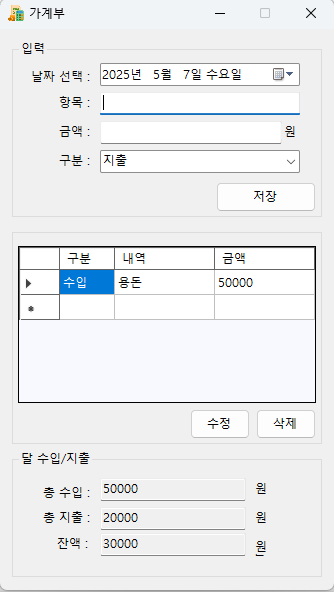 가계부
입력
날짜 선택 : 2025년 5월 7일 수요일
항목 :
금액 : 원
구분 : 지출
저장
구분 내역 금액
수입 용돈 50000
수정 삭제
달 수입/지출
총 수입 : 50000 원
총 지출 : 20000 원
잔액 : 30000 원